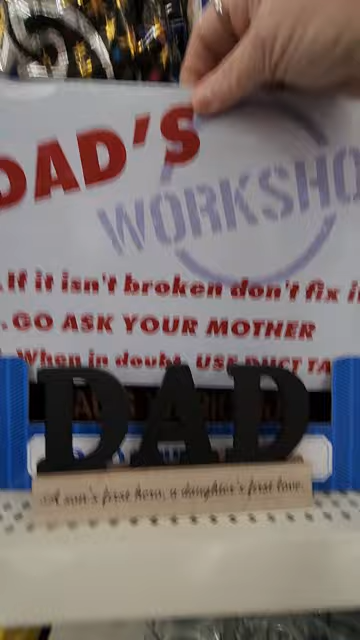 DAD'S
WORKSHO
.If it isn't broken don't fix i
.GO ASK YOUR MOTHER
.When in doubt, USE DUCT TA
DAD
A son's first hero, a daughter's first love.